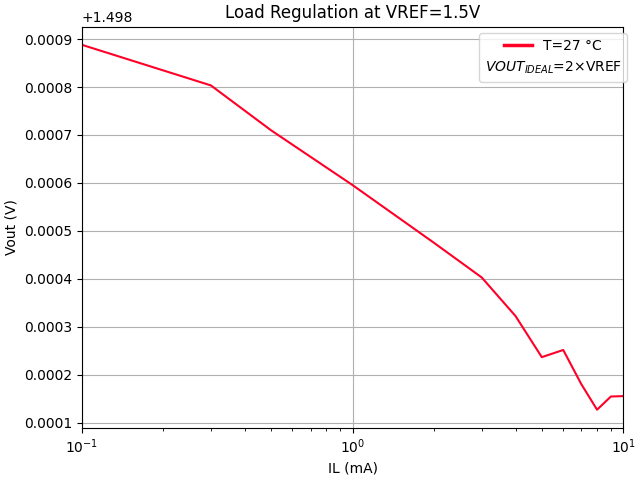 Load Regulation at VREF=1.5V
+1.498
T=27 °C
VOUT_IDEAL=2×VREF
0.0009
0.0008
0.0007
0.0006
0.0005
0.0004
0.0003
0.0002
0.0001
Vout (V)
10⁻¹ 10⁰ 10¹
IL (mA)